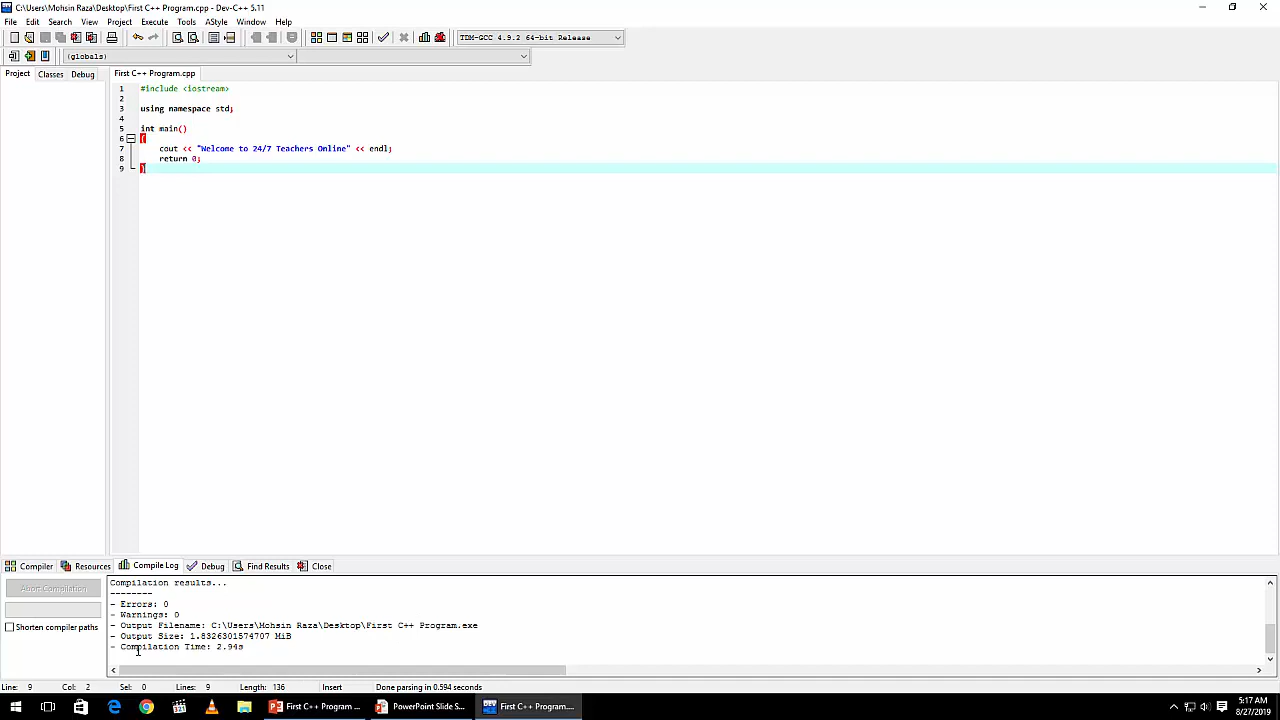 C:\Users\Mohsin Raza\Desktop\First C++ Program.cpp - Dev-C++ 5.11
File Edit Search View Project Execute Tools AStyle Window Help
TDM-GCC 4.9.2 64-bit Release
(globals)
Project Classes Debug First C++ Program.cpp
1 #include <iostream>
2
3 using namespace std;
4
5 int main()
6 {
7 cout << "Welcome to 24/7 Teachers Online" << endl;
8 return 0;
9 }
Compiler Resources Compile Log Debug Find Results Close
Abort Compilation
Shorten compiler paths
Compilation results...
--------
- Errors: 0
- Warnings: 0
- Output Filename: C:\Users\Mohsin Raza\Desktop\First C++ Program.exe
- Output Size: 1.8326301574707 MiB
- Compilation Time: 2.94s
Line: 9 Col: 2 Sel: 0 Lines: 9 Length: 136 Insert Done parsing in 0.594 seconds
First C++ Program ... PowerPoint Slide S... DEV First C++ Program.... 5:17 AM
8/27/2019